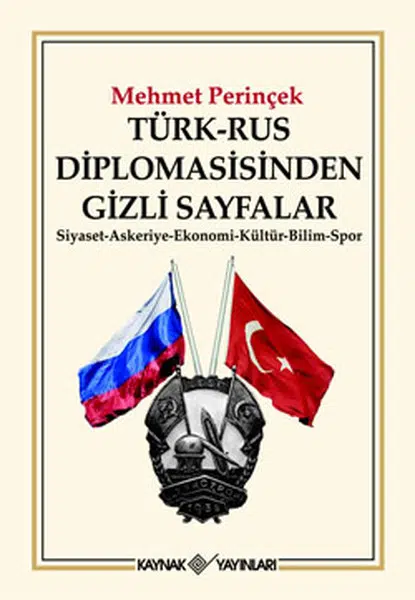 Mehmet Perinçek
TÜRK-RUS
DİPLOMASİSİNDEN
GİZLİ SAYFALAR
Siyaset-Askeriye-Ekonomi-Kültür-Bilim-Spor
KAYNAK YAYINLARI